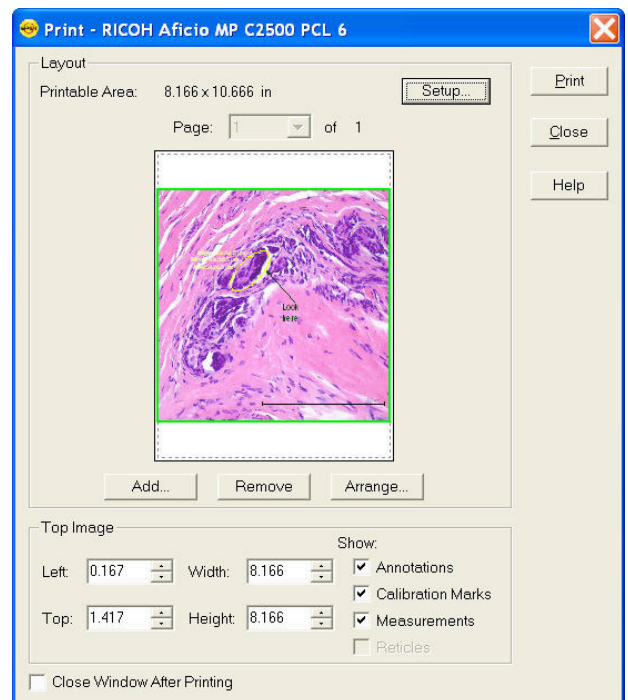 Print - RICOH Aficio MP C2500 PCL 6
Layout
Printable Area: 8.166 x 10.666 in
Setup...
Print
Page: 1 of 1
Close
Help
Look
here
Add... Remove Arrange...
Top Image
Show:
Left: 0.167 Width: 8.166 Annotations
Calibration Marks
Top: 1.417 Height: 8.166 Measurements
Reticles
Close Window After Printing